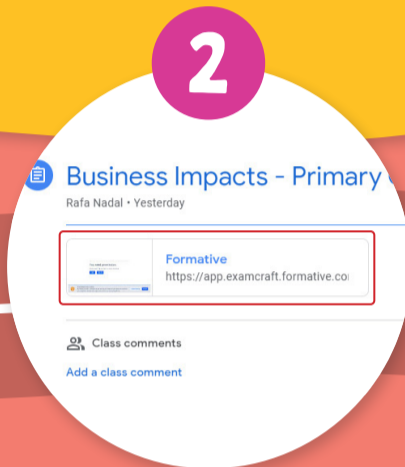 2
Business Impacts - Primary
Rafa Nadal • Yesterday
Formative
https://app.examcraft.formative.co
Class comments
Add a class comment